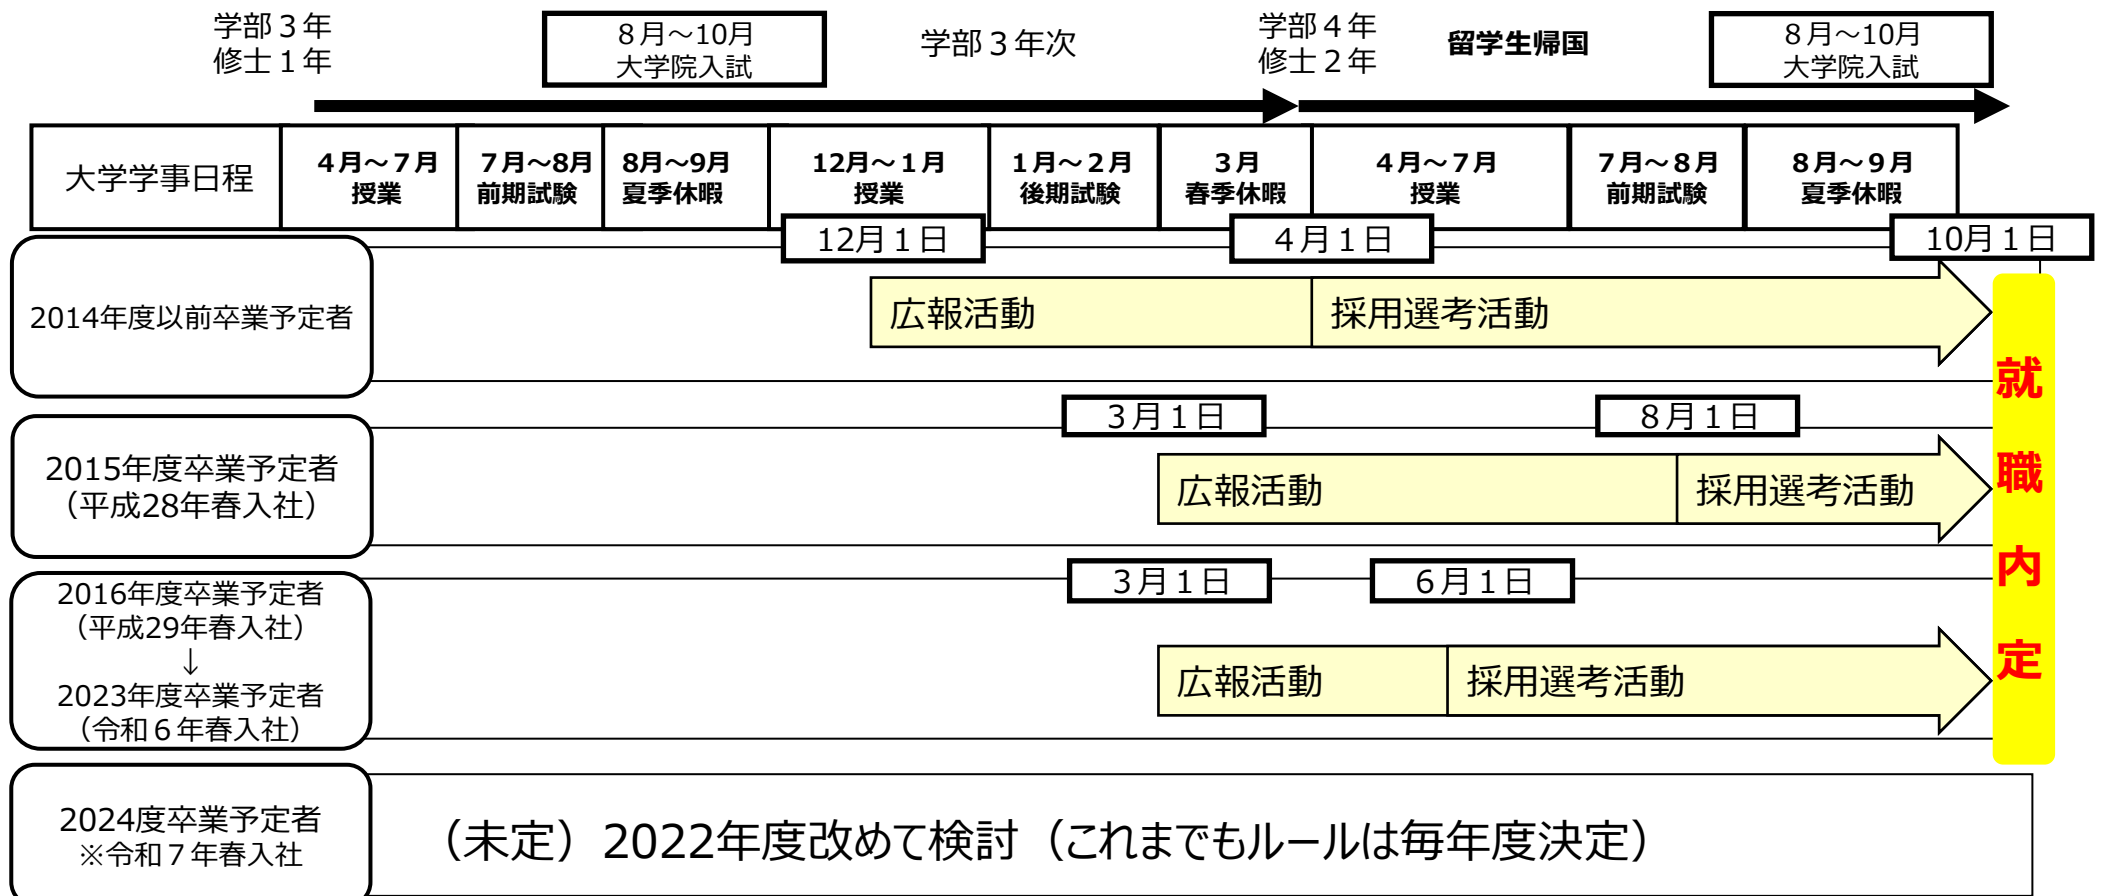 学部３年
修士１年
８月～10月
大学院入試
学部３年次
学部４年
修士２年
留学生帰国
８月～10月
大学院入試
大学学事日程
４月～７月
授業
７月～8月
前期試験
8月～9月
夏季休暇
12月～１月
授業
１月～２月
後期試験
３月
春季休暇
４月～７月
授業
７月～８月
前期試験
８月～９月
夏季休暇
12月１日
４月１日
10月１日
2014年度以前卒業予定者
広報活動
採用選考活動
３月１日
８月１日
2015年度卒業予定者
（平成28年春入社）
広報活動
採用選考活動
３月１日
６月１日
2016年度卒業予定者
（平成29年春入社）
↓
2023年度卒業予定者
（令和６年春入社）
広報活動
採用選考活動
就
職
内
定
2024度卒業予定者
※令和７年春入社
（未定）2022年度改めて検討（これまでもルールは毎年度決定）